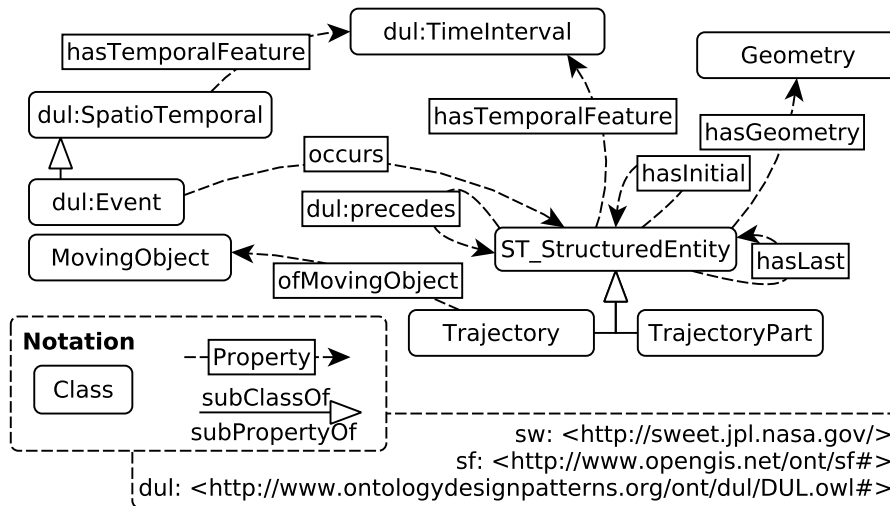 dul:TimeInterval
hasTemporalFeature
Geometry
dul:SpatioTemporal
hasTemporalFeature
hasGeometry
occurs
hasInitial
dul:Event
dul:precedes
MovingObject
ST_StructuredEntity
hasLast
ofMovingObject
Trajectory
TrajectoryPart
Notation
Property
Class
subClassOf
subPropertyOf
sw: <http://sweet.jpl.nasa.gov/>
sf: <http://www.opengis.net/ont/sf#>
dul: <http://www.ontologydesignpatterns.org/ont/dul/DUL.owl#>